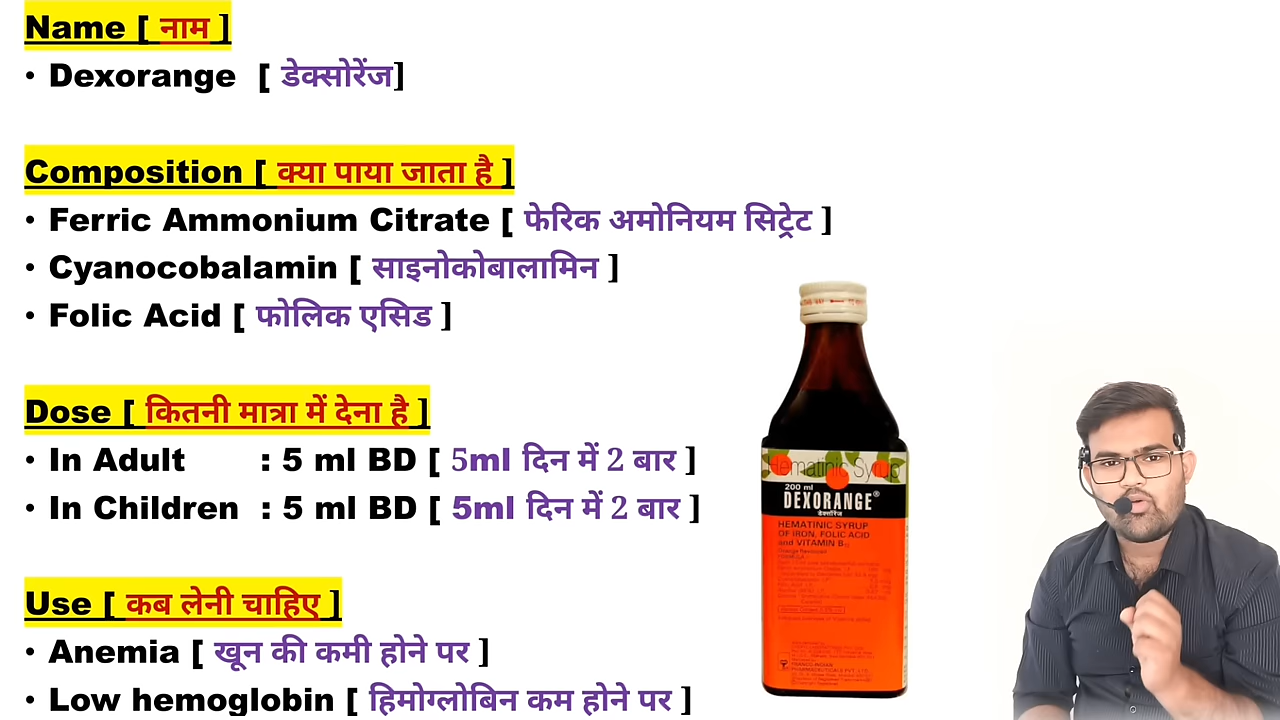 Name [ नाम ]
• Dexorange [ डेक्सोरेंज]
Composition [ क्या पाया जाता है ]
• Ferric Ammonium Citrate [ फेरिक अमोनियम सिट्रेट ]
• Cyanocobalamin [ साइनोकोबालामिन ]
• Folic Acid [ फोलिक एसिड ]
Dose [ कितनी मात्रा में देना है ]
• In Adult : 5 ml BD [ 5ml दिन में 2 बार ]
• In Children : 5 ml BD [ 5ml दिन में 2 बार ]
Use [ कब लेनी चाहिए ]
• Anemia [ खून की कमी होने पर ]
• Low hemoglobin [ हिमोग्लोबिन कम होने पर ]
Hematinic Syrup
200 ml
DEXORANGE®
डेक्सोरेंज
HEMATINIC SYRUP
OF IRON, FOLIC ACID
and VITAMIN B12